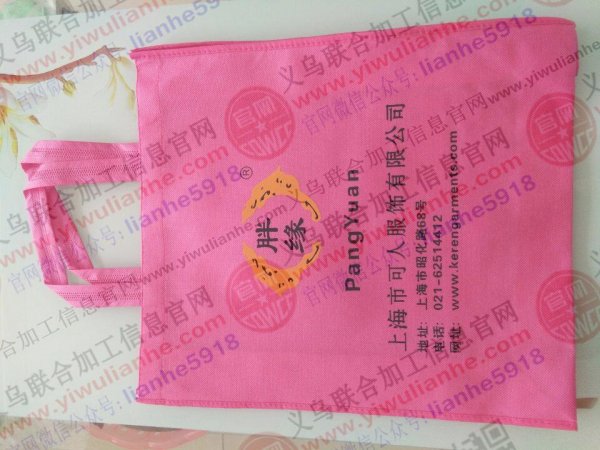 ®
胖
缘
PangYuan
上海市可人服饰有限公司
地址: 上海市昭化路68号
电话: 021-62514412
网址: www.kerengarments.com
义乌联合加工信息官网
www.yiwulianhe.com
官网微信公众号: lianhe5918
官网